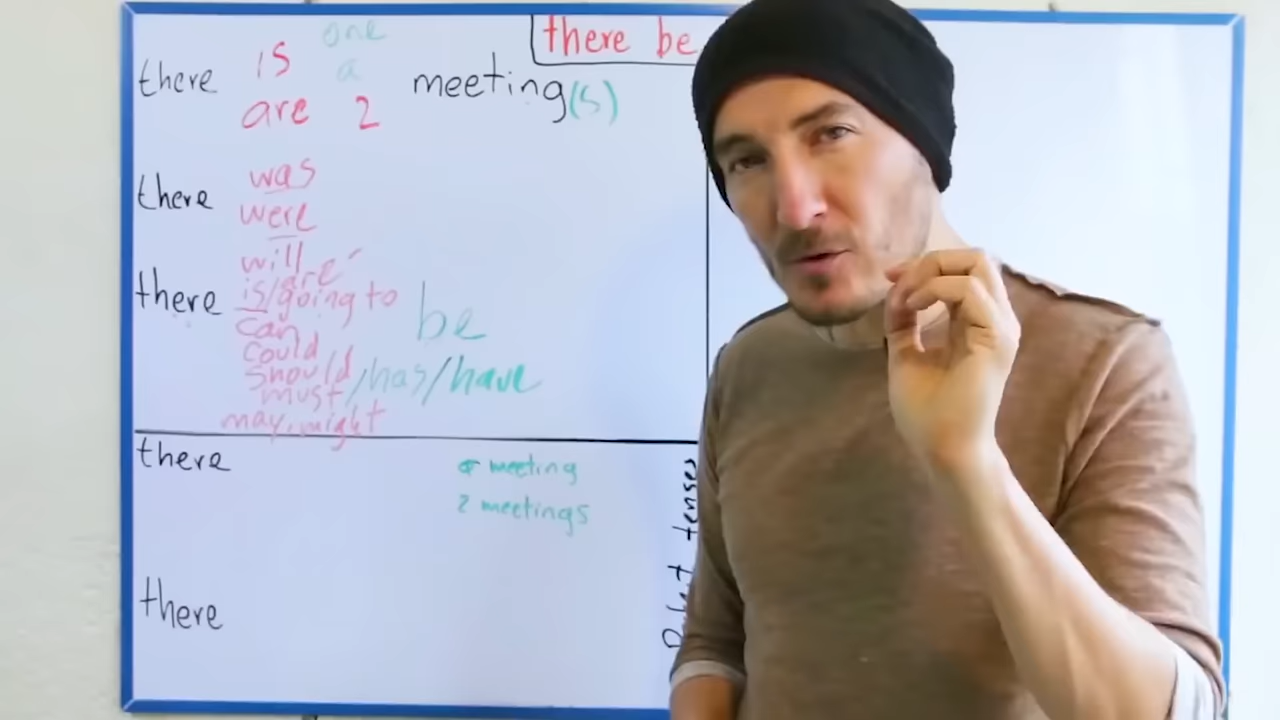 there be
one
there is a meeting(s)
are 2
there was
were
will
are
there is/going to be
can
could
should/has/have
must
may, might
there
a meeting
2 meetings
there
tenses